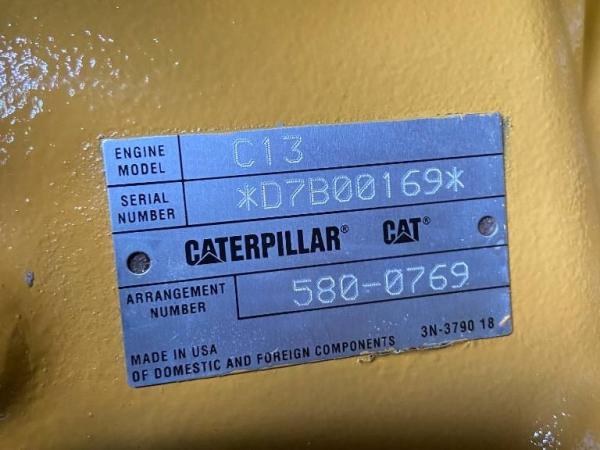 ENGINE MODEL C13
SERIAL NUMBER *D7B00169*
CATERPILLAR® CAT®
ARRANGEMENT NUMBER 580-0769
3N-3790 18
MADE IN USA
OF DOMESTIC AND FOREIGN COMPONENTS